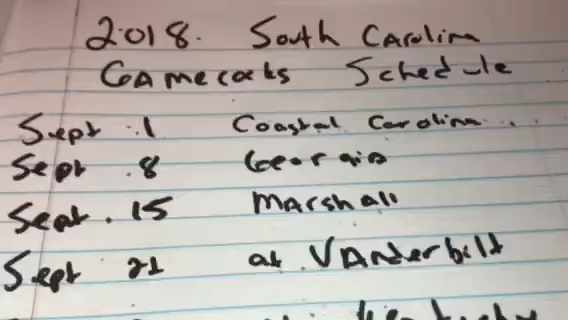 2018. South Carolina
Gamecocks Schedule
Sept .1 Coastal Carolina..
Sept .8 Georgia
Sept. 15 Marshall
Sept 21 at Vanderbilt